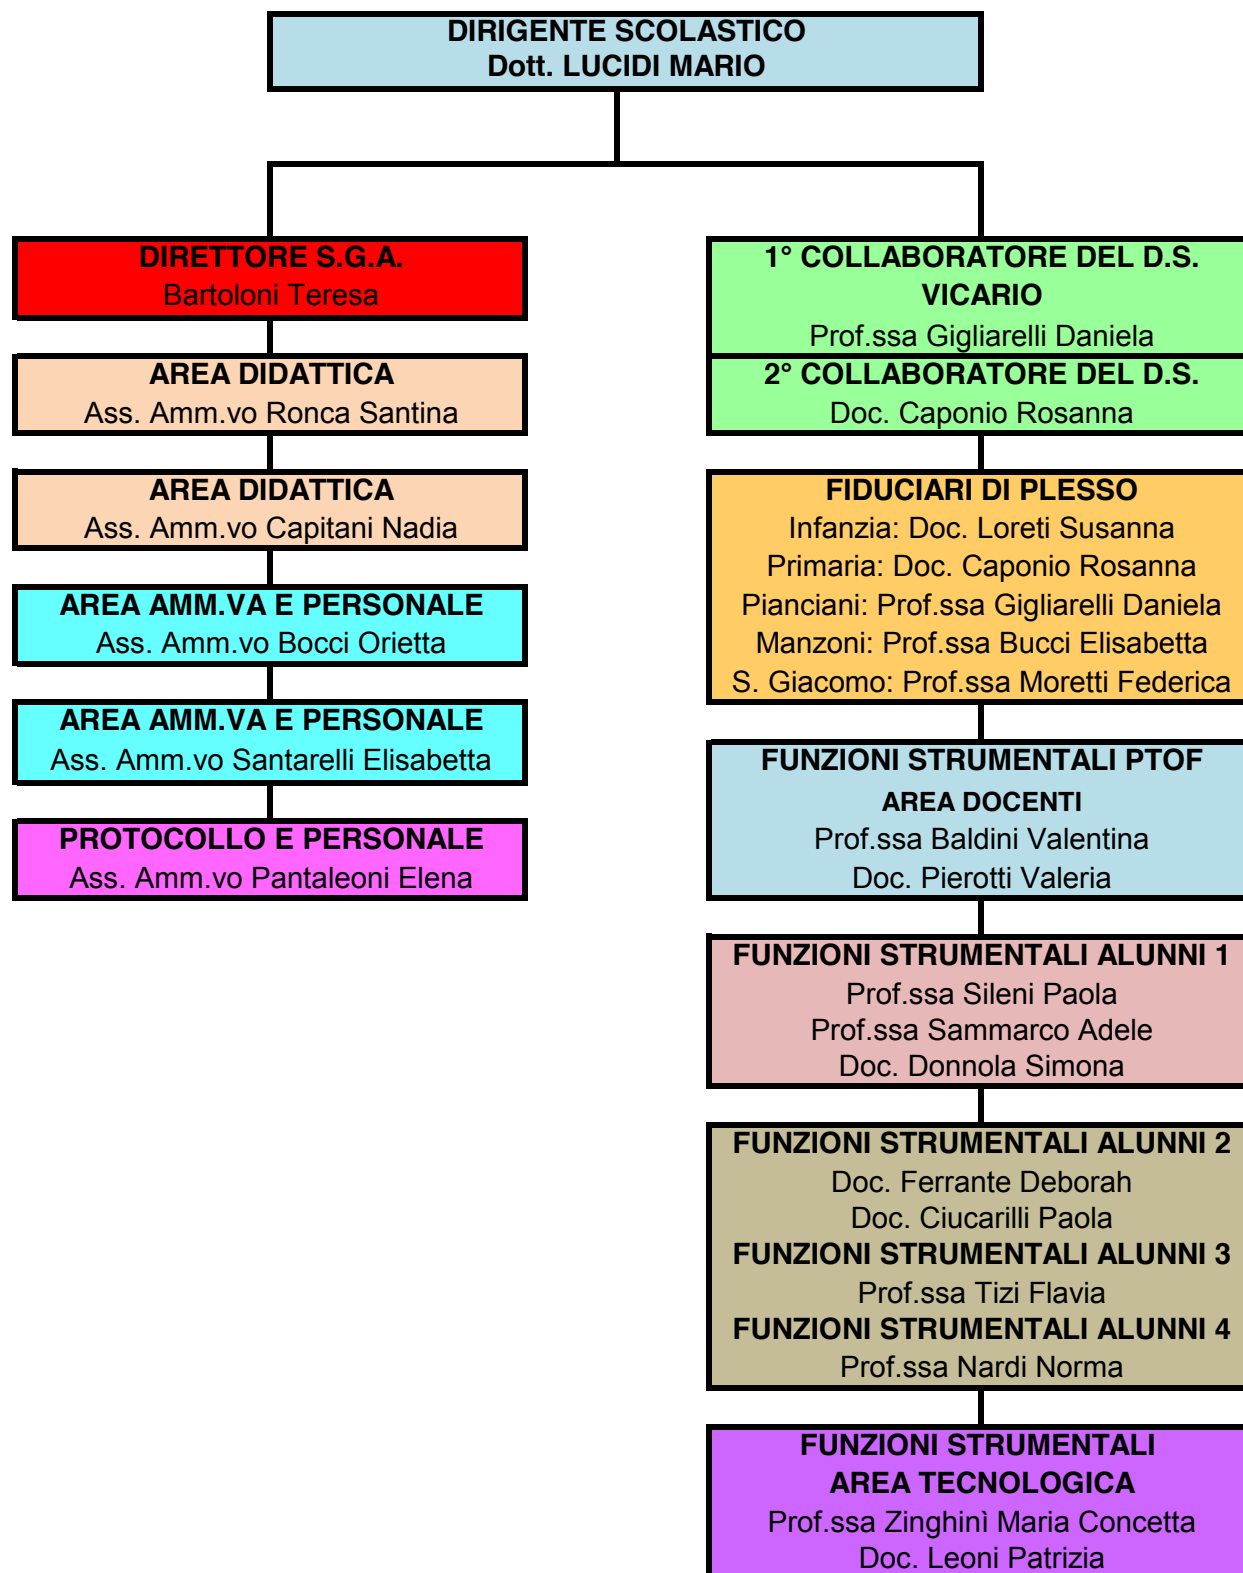 DIRIGENTE SCOLASTICO
Dott. LUCIDI MARIO
DIRETTORE S.G.A.
Bartoloni Teresa
AREA DIDATTICA
Ass. Amm.vo Ronca Santina
AREA DIDATTICA
Ass. Amm.vo Capitani Nadia
AREA AMM.VA E PERSONALE
Ass. Amm.vo Bocci Orietta
AREA AMM.VA E PERSONALE
Ass. Amm.vo Santarelli Elisabetta
PROTOCOLLO E PERSONALE
Ass. Amm.vo Pantaleoni Elena
1° COLLABORATORE DEL D.S.
VICARIO
Prof.ssa Gigliarelli Daniela
2° COLLABORATORE DEL D.S.
Doc. Caponio Rosanna
FIDUCIARI DI PLESSO
Infanzia: Doc. Loreti Susanna
Primaria: Doc. Caponio Rosanna
Pianciani: Prof.ssa Gigliarelli Daniela
Manzoni: Prof.ssa Bucci Elisabetta
S. Giacomo: Prof.ssa Moretti Federica
FUNZIONI STRUMENTALI PTOF
AREA DOCENTI
Prof.ssa Baldini Valentina
Doc. Pierotti Valeria
FUNZIONI STRUMENTALI ALUNNI 1
Prof.ssa Sileni Paola
Prof.ssa Sammarco Adele
Doc. Donnola Simona
FUNZIONI STRUMENTALI ALUNNI 2
Doc. Ferrante Deborah
Doc. Ciucarilli Paola
FUNZIONI STRUMENTALI ALUNNI 3
Prof.ssa Tizi Flavia
FUNZIONI STRUMENTALI ALUNNI 4
Prof.ssa Nardi Norma
FUNZIONI STRUMENTALI
AREA TECNOLOGICA
Prof.ssa Zinghinì Maria Concetta
Doc. Leoni Patrizia